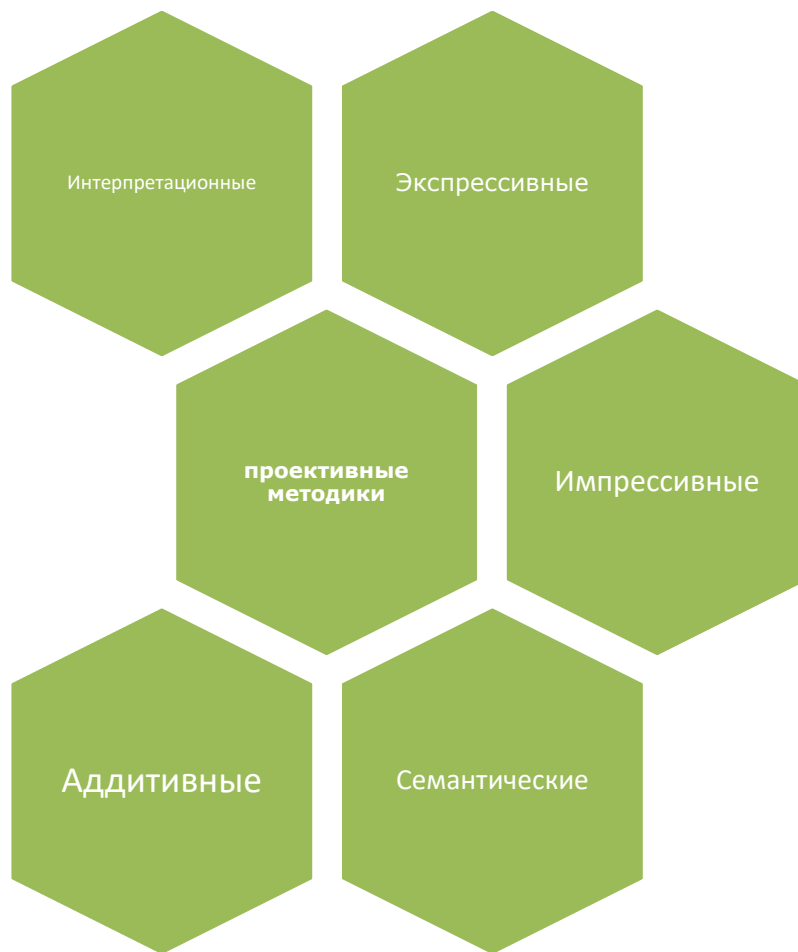 Интерпретационные
Экспрессивные
проективные
методики
Импрессивные
Аддитивные
Семантические